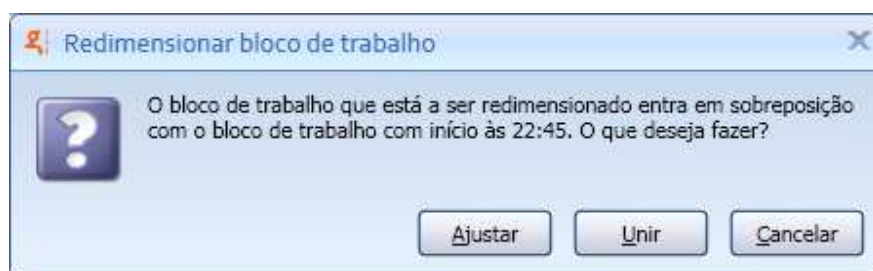 Redimensionar bloco de trabalho
O bloco de trabalho que está a ser redimensionado entra em sobreposição
com o bloco de trabalho com início às 22:45. O que deseja fazer?
Ajustar Unir Cancelar